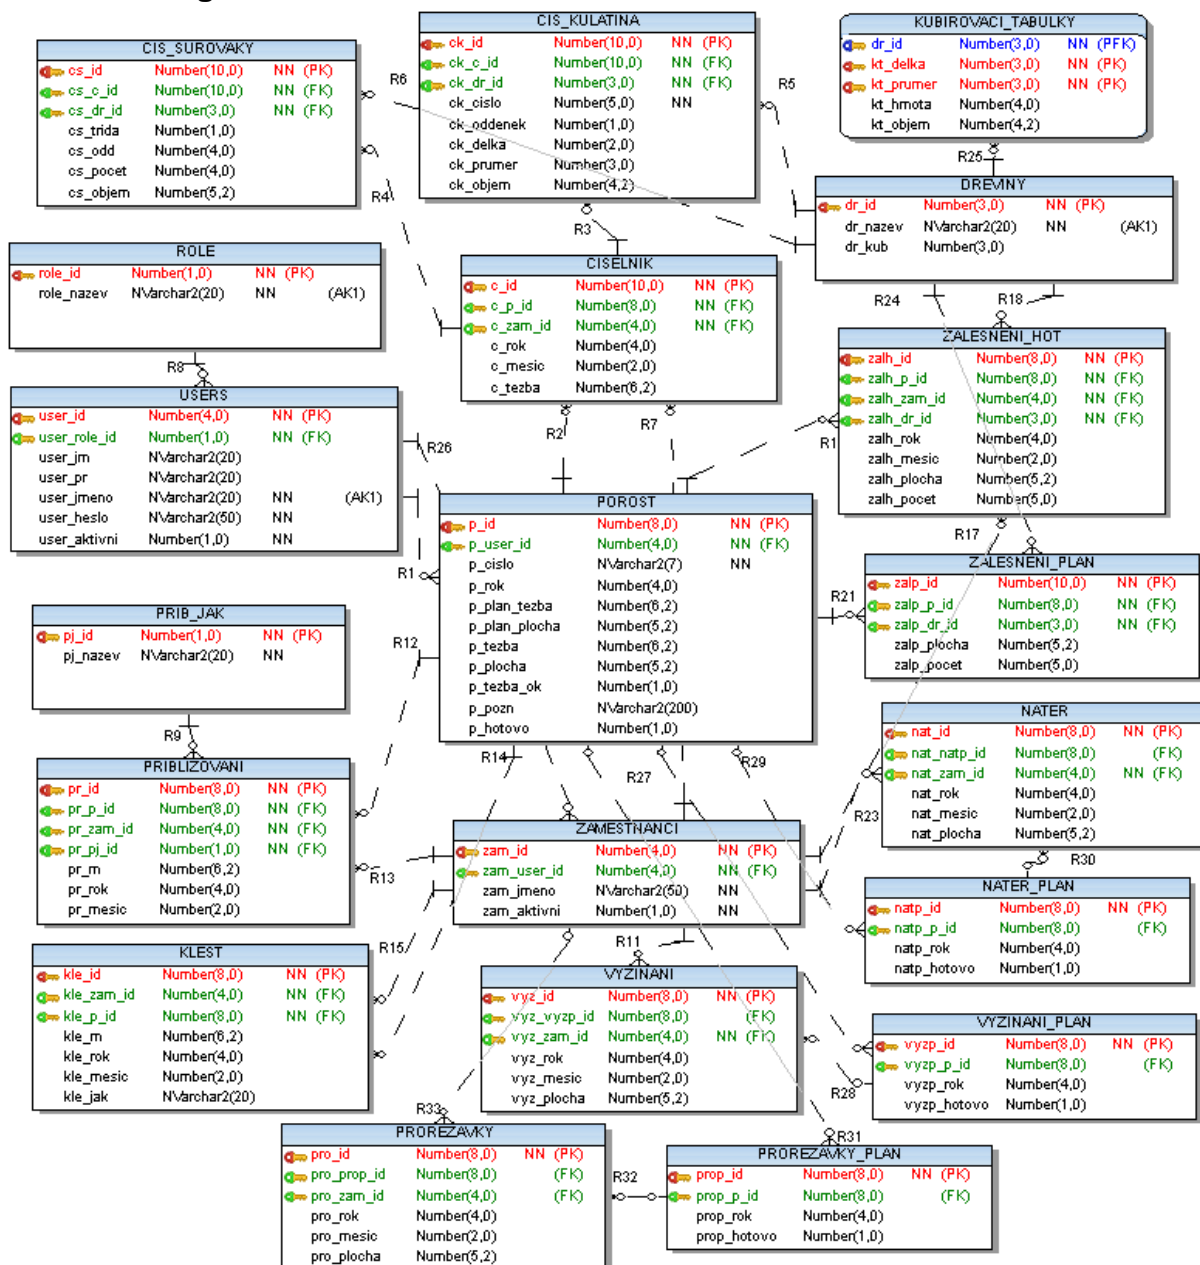 CIS_SUROVAKY
cs_id Number(10,0) NN (PK)
cs_c_id Number(10,0) NN (FK)
cs_dr_id Number(3,0) NN (FK)
cs_trida Number(1,0)
cs_odd Number(4,0)
cs_pocet Number(4,0)
cs_objem Number(5,2)
CIS_KULATINA
ck_id Number(10,0) NN (PK)
ck_c_id Number(10,0) NN (FK)
ck_dr_id Number(3,0) NN (FK)
ck_cislo Number(5,0) NN
ck_oddenek Number(1,0)
ck_delka Number(2,0)
ck_prumer Number(3,0)
ck_objem Number(4,2)
KUBIROVACI_TABULKY
dr_id Number(3,0) NN (PFK)
kt_delka Number(3,0) NN (PK)
kt_prumer Number(3,0) NN (PK)
kt_hmota Number(4,0)
kt_objem Number(4,2)
R6
R5
R4
R3
R25
DREVINY
dr_id Number(3,0) NN (PK)
dr_nazev NVarchar2(20) NN (AK1)
dr_kub Number(3,0)
ROLE
role_id Number(1,0) NN (PK)
role_nazev NVarchar2(20) NN (AK1)
CISELNIK
c_id Number(10,0) NN (PK)
c_p_id Number(8,0) NN (FK)
c_zam_id Number(4,0) NN (FK)
c_rok Number(4,0)
c_mesic Number(2,0)
c_tezba Number(6,2)
R24
R18
ZALESNENI_HOT
zalh_id Number(8,0) NN (PK)
zalh_p_id Number(8,0) NN (FK)
zalh_zam_id Number(4,0) NN (FK)
zalh_dr_id Number(3,0) NN (FK)
zalh_rok Number(4,0)
zalh_mesic Number(2,0)
zalh_plocha Number(5,2)
zalh_pocet Number(5,0)
R8
USERS
user_id Number(4,0) NN (PK)
user_role_id Number(1,0) NN (FK)
user_jm NVarchar2(20)
user_pr NVarchar2(20)
user_jmeno NVarchar2(20) NN (AK1)
user_heslo NVarchar2(50) NN
user_aktivni Number(1,0) NN
R26
R2
R7
R1
R17
POROST
p_id Number(8,0) NN (PK)
p_user_id Number(4,0) NN (FK)
p_cislo NVarchar2(7) NN
p_rok Number(4,0)
p_plan_tezba Number(6,2)
p_plan_plocha Number(5,2)
p_tezba Number(6,2)
p_plocha Number(5,2)
p_tezba_ok Number(1,0)
p_pozn NVarchar2(200)
p_hotovo Number(1,0)
R1
R12
R21
ZALESNENI_PLAN
zalp_id Number(10,0) NN (PK)
zalp_p_id Number(8,0) NN (FK)
zalp_dr_id Number(3,0) NN (FK)
zalp_plocha Number(5,2)
zalp_pocet Number(5,0)
PRIB_JAK
pj_id Number(1,0) NN (PK)
pj_nazev NVarchar2(20) NN
R9
NATER
nat_id Number(8,0) NN (PK)
nat_natp_id Number(8,0) (FK)
nat_zam_id Number(4,0) NN (FK)
nat_rok Number(4,0)
nat_mesic Number(2,0)
nat_plocha Number(5,2)
R14
R27
R29
R23
R30
PRIBLIZOVANI
pr_id Number(8,0) NN (PK)
pr_p_id Number(8,0) NN (FK)
pr_zam_id Number(4,0) NN (FK)
pr_pj_id Number(1,0) NN (FK)
pr_m Number(6,2)
pr_rok Number(4,0)
pr_mesic Number(2,0)
R13
ZAMESTNANCI
zam_id Number(4,0) NN (PK)
zam_user_id Number(4,0) NN (FK)
zam_jmeno NVarchar2(50) NN
zam_aktivni Number(1,0) NN
NATER_PLAN
natp_id Number(8,0) NN (PK)
natp_p_id Number(8,0) (FK)
natp_rok Number(4,0)
natp_hotovo Number(1,0)
R15
R11
KLEST
kle_id Number(8,0) NN (PK)
kle_zam_id Number(4,0) NN (FK)
kle_p_id Number(8,0) NN (FK)
kle_m Number(6,2)
kle_rok Number(4,0)
kle_mesic Number(2,0)
kle_jak NVarchar2(20)
VYZINANI
vyz_id Number(8,0) NN (PK)
vyz_vyzp_id Number(8,0) (FK)
vyz_zam_id Number(4,0) NN (FK)
vyz_rok Number(4,0)
vyz_mesic Number(2,0)
vyz_plocha Number(5,2)
VYZINANI_PLAN
vyzp_id Number(8,0) NN (PK)
vyzp_p_id Number(8,0) (FK)
vyzp_rok Number(4,0)
vyzp_hotovo Number(1,0)
R28
R33
R31
R32
PROREZAVKY
pro_id Number(8,0) NN (PK)
pro_prop_id Number(8,0) (FK)
pro_zam_id Number(4,0) (FK)
pro_rok Number(4,0)
pro_mesic Number(2,0)
pro_plocha Number(5,2)
PROREZAVKY_PLAN
prop_id Number(8,0) NN (PK)
prop_p_id Number(8,0) (FK)
prop_rok Number(4,0)
prop_hotovo Number(1,0)